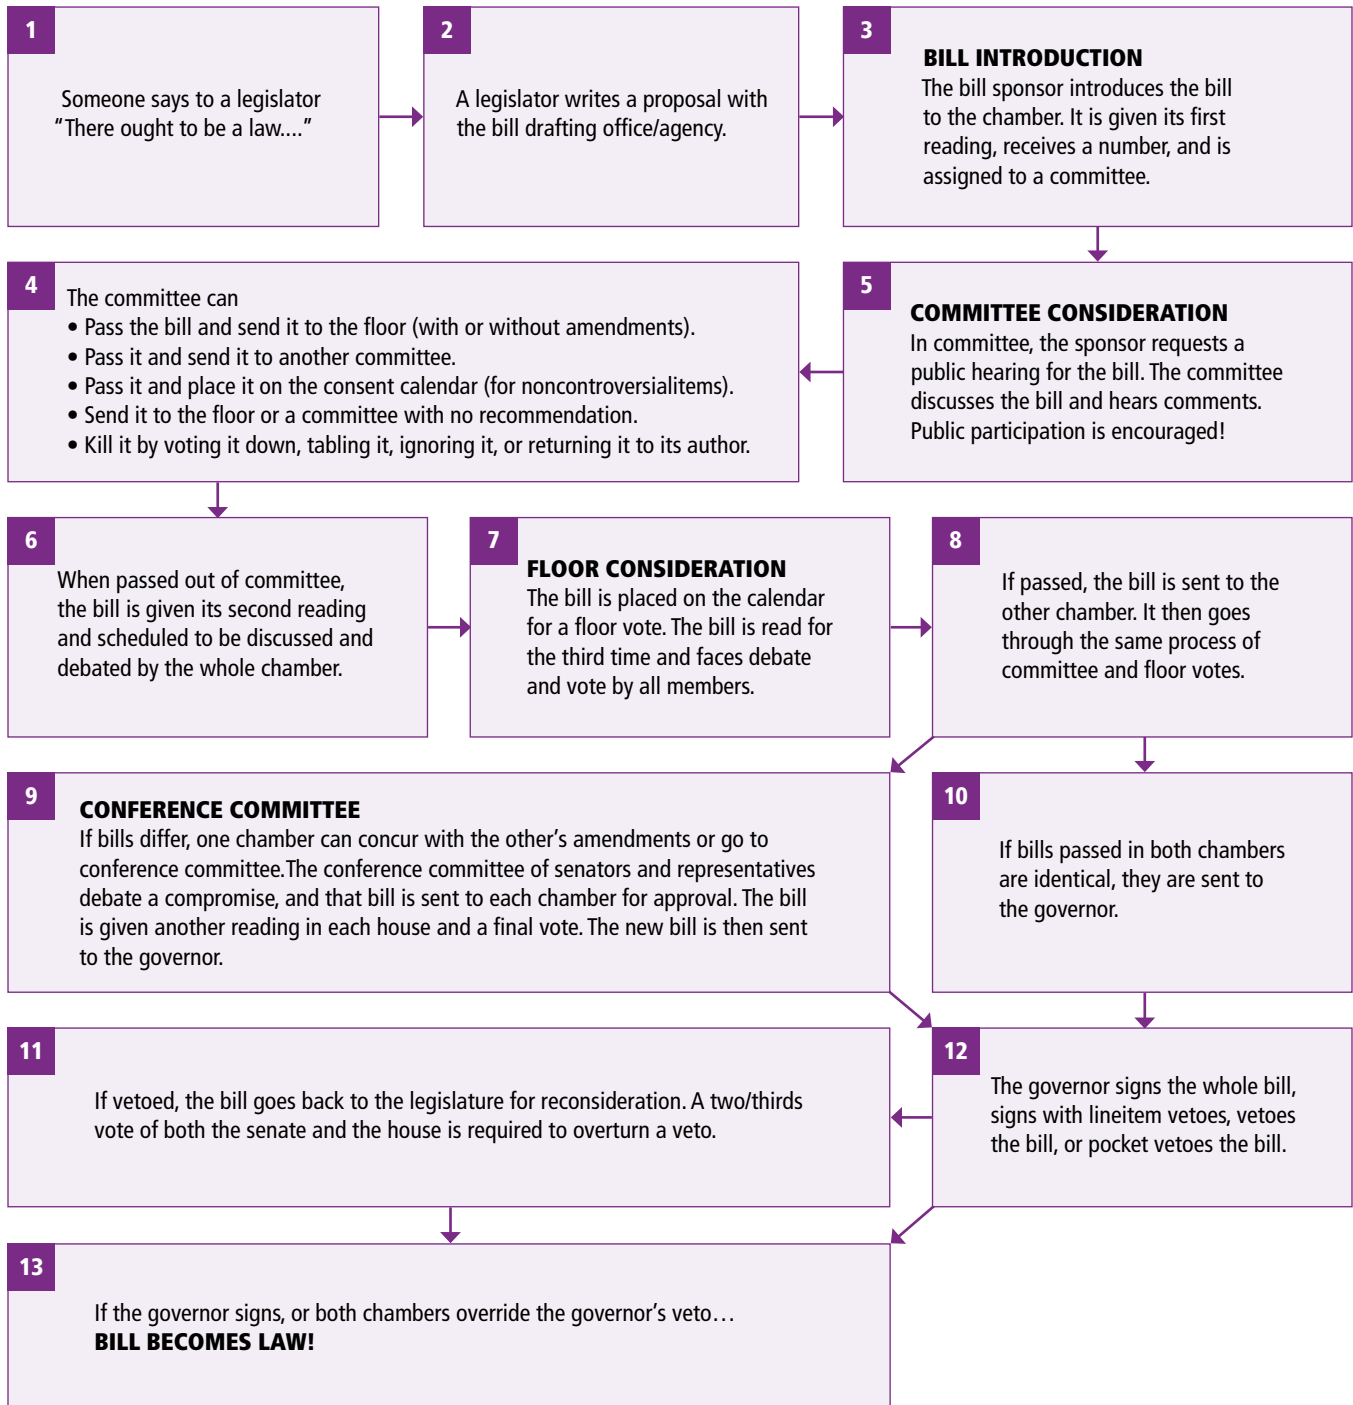 1
Someone says to a legislator
"There ought to be a law...."
2
A legislator writes a proposal with
the bill drafting office/agency.
3
BILL INTRODUCTION
The bill sponsor introduces the bill
to the chamber. It is given its first
reading, receives a number, and is
assigned to a committee.
4
The committee can
• Pass the bill and send it to the floor (with or without amendments).
• Pass it and send it to another committee.
• Pass it and place it on the consent calendar (for noncontroversialitems).
• Send it to the floor or a committee with no recommendation.
• Kill it by voting it down, tabling it, ignoring it, or returning it to its author.
5
COMMITTEE CONSIDERATION
In committee, the sponsor requests a
public hearing for the bill. The committee
discusses the bill and hears comments.
Public participation is encouraged!
6
When passed out of committee,
the bill is given its second reading
and scheduled to be discussed and
debated by the whole chamber.
7
FLOOR CONSIDERATION
The bill is placed on the calendar
for a floor vote. The bill is read for
the third time and faces debate
and vote by all members.
8
If passed, the bill is sent to the
other chamber. It then goes
through the same process of
committee and floor votes.
9
CONFERENCE COMMITTEE
If bills differ, one chamber can concur with the other's amendments or go to
conference committee.The conference committee of senators and representatives
debate a compromise, and that bill is sent to each chamber for approval. The bill
is given another reading in each house and a final vote. The new bill is then sent
to the governor.
10
If bills passed in both chambers
are identical, they are sent to
the governor.
11
If vetoed, the bill goes back to the legislature for reconsideration. A two/thirds
vote of both the senate and the house is required to overturn a veto.
12
The governor signs the whole bill,
signs with lineitem vetoes, vetoes
the bill, or pocket vetoes the bill.
13
If the governor signs, or both chambers override the governor's veto…
BILL BECOMES LAW!